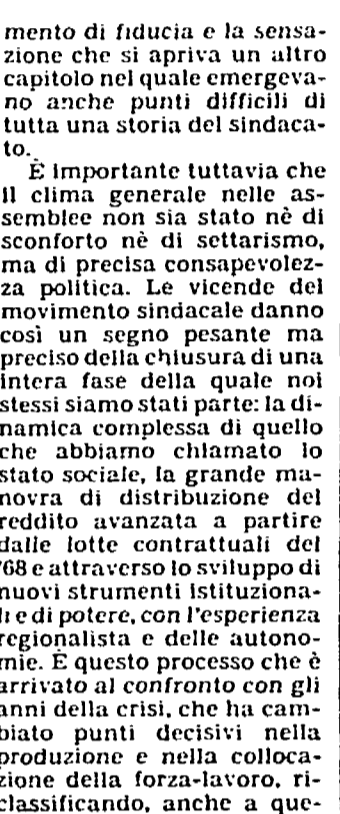 mento di fiducia e la sensa-
zione che si apriva un altro
capitolo nel quale emergeva-
no anche punti difficili di
tutta una storia del sindaca-
to.
È importante tuttavia che
il clima generale nelle as-
semblee non sia stato nè di
sconforto nè di settarismo,
ma di precisa consapevolez-
za politica. Le vicende del
movimento sindacale danno
così un segno pesante ma
preciso della chiusura di una
intera fase della quale noi
stessi siamo stati parte: la di-
namica complessa di quello
che abbiamo chiamato lo
stato sociale, la grande ma-
novra di distribuzione del
reddito avanzata a partire
dalle lotte contrattuali del
'68 e attraverso lo sviluppo di
nuovi strumenti istituziona-
li e di potere, con l'esperienza
regionalista e delle autono-
mie. È questo processo che è
arrivato al confronto con gli
anni della crisi, che ha cam-
biato punti decisivi nella
produzione e nella colloca-
zione della forza-lavoro, ri-
classificando, anche a que-